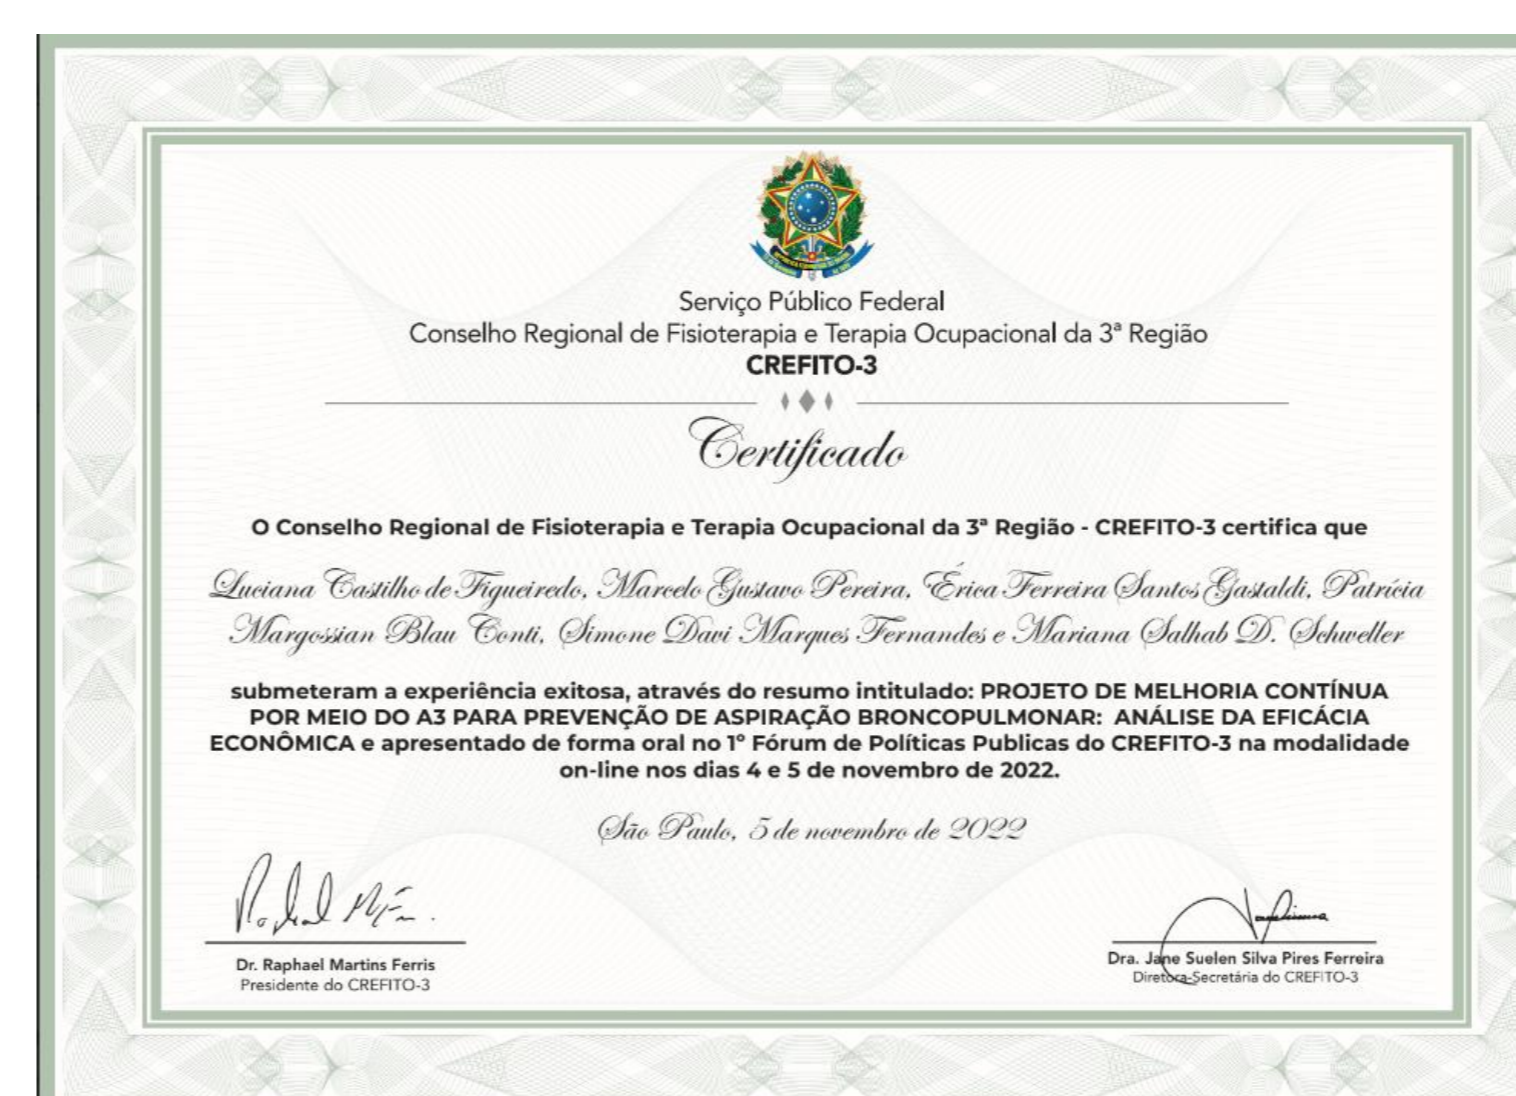 Serviço Público Federal
Conselho Regional de Fisioterapia e Terapia Ocupacional da 3ª Região
CREFITO-3
Certificado
O Conselho Regional de Fisioterapia e Terapia Ocupacional da 3ª Região - CREFITO-3 certifica que
Luciana Castilho de Figueiredo, Marcelo Gustavo Pereira, Érica Ferreira Santos Gastaldi, Patrícia
Margossian Blau Conti, Simone Davi Marques Fernandes e Mariana Salhab D. Schweller
submeteram a experiência exitosa, através do resumo intitulado: PROJETO DE MELHORIA CONTÍNUA
POR MEIO DO A3 PARA PREVENÇÃO DE ASPIRAÇÃO BRONCOPULMONAR: ANÁLISE DA EFICÁCIA
ECONÔMICA e apresentado de forma oral no 1º Fórum de Políticas Publicas do CREFITO-3 na modalidade
on-line nos dias 4 e 5 de novembro de 2022.
São Paulo, 5 de novembro de 2022
Dr. Raphael Martins Ferris
Presidente do CREFITO-3
Dra. Jane Suelen Silva Pires Ferreira
Diretora-Secretária do CREFITO-3